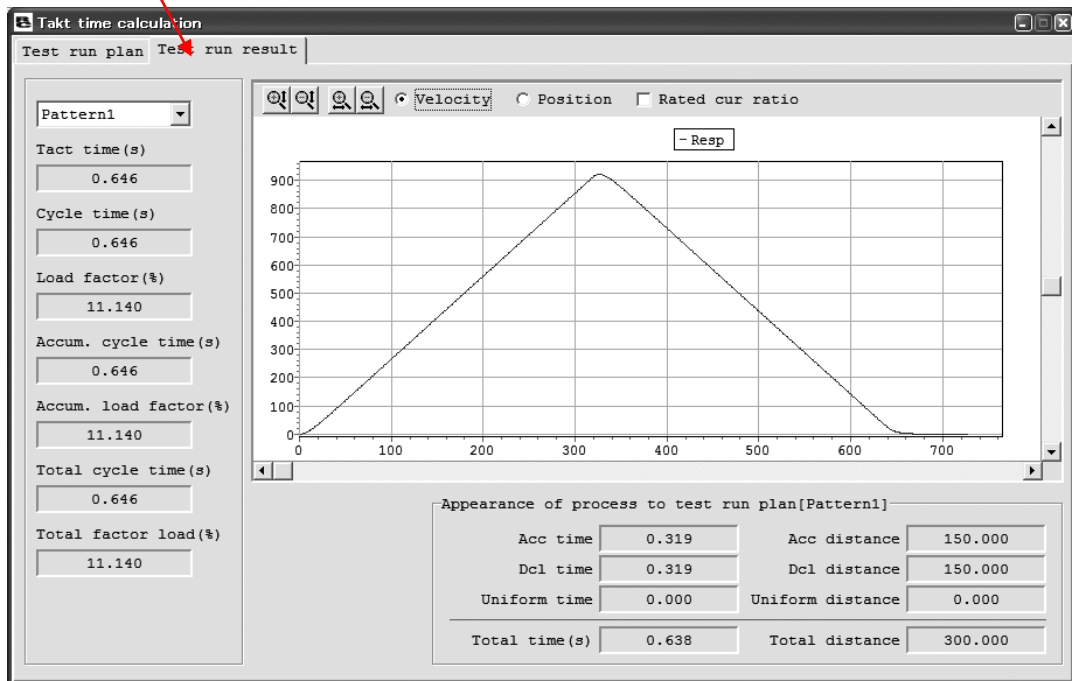 Takt time calculation
Test run plan
Test run result
Pattern1
Tact time(s)
0.646
Cycle time(s)
0.646
Load factor(%)
11.140
Accum. cycle time(s)
0.646
Accum. load factor(%)
11.140
Total cycle time(s)
0.646
Total factor load(%)
11.140
Velocity
Position
Rated cur ratio
Resp
900
800
700
600
500
400
300
200
100
0
0 100 200 300 400 500 600 700
Appearance of process to test run plan[Pattern1]
Acc time 0.319 Acc distance 150.000
Dcl time 0.319 Dcl distance 150.000
Uniform time 0.000 Uniform distance 0.000
Total time(s) 0.638 Total distance 300.000